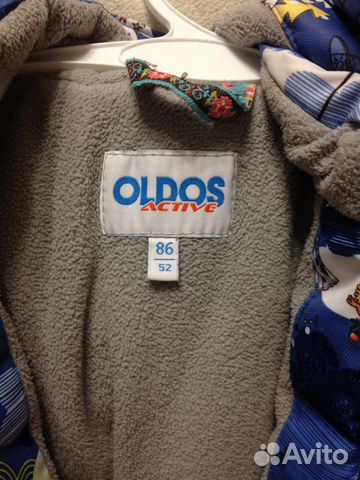 OLDOS
ACTIVE
86
52
Avito